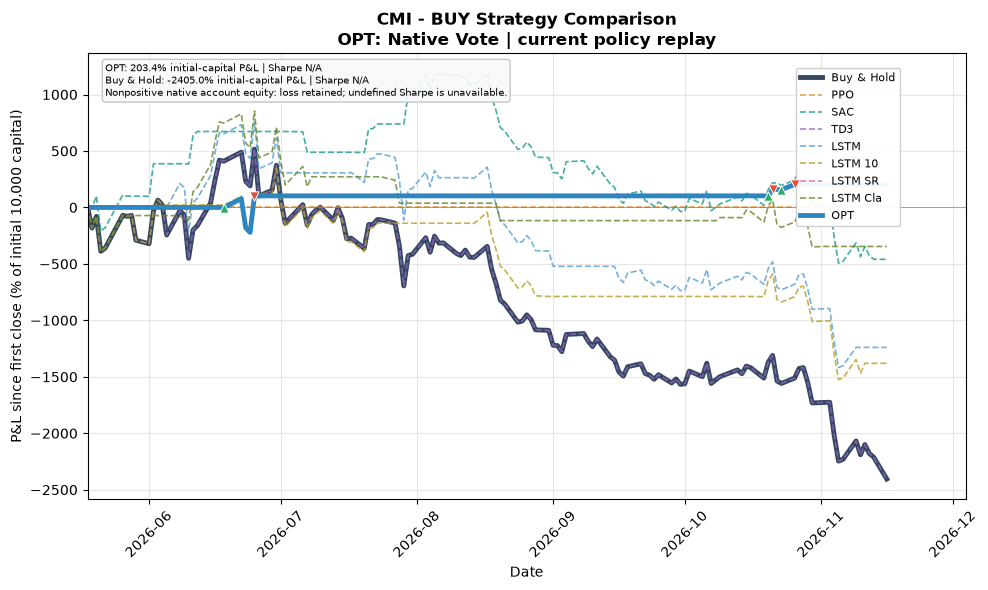 CMI - BUY Strategy Comparison
OPT: Native Vote | current policy replay
OPT: 203.4% initial-capital P&L | Sharpe N/A
Buy & Hold: -2405.0% initial-capital P&L | Sharpe N/A
Nonpositive native account equity: loss retained; undefined Sharpe is unavailable.
Buy & Hold
PPO
SAC
TD3
LSTM
LSTM 10
LSTM SR
LSTM Cla
OPT
P&L since first close (% of initial 10,000 capital)
1000
500
0
−500
−1000
−1500
−2000
−2500
2026-06
2026-07
2026-08
2026-09
2026-10
2026-11
2026-12
Date